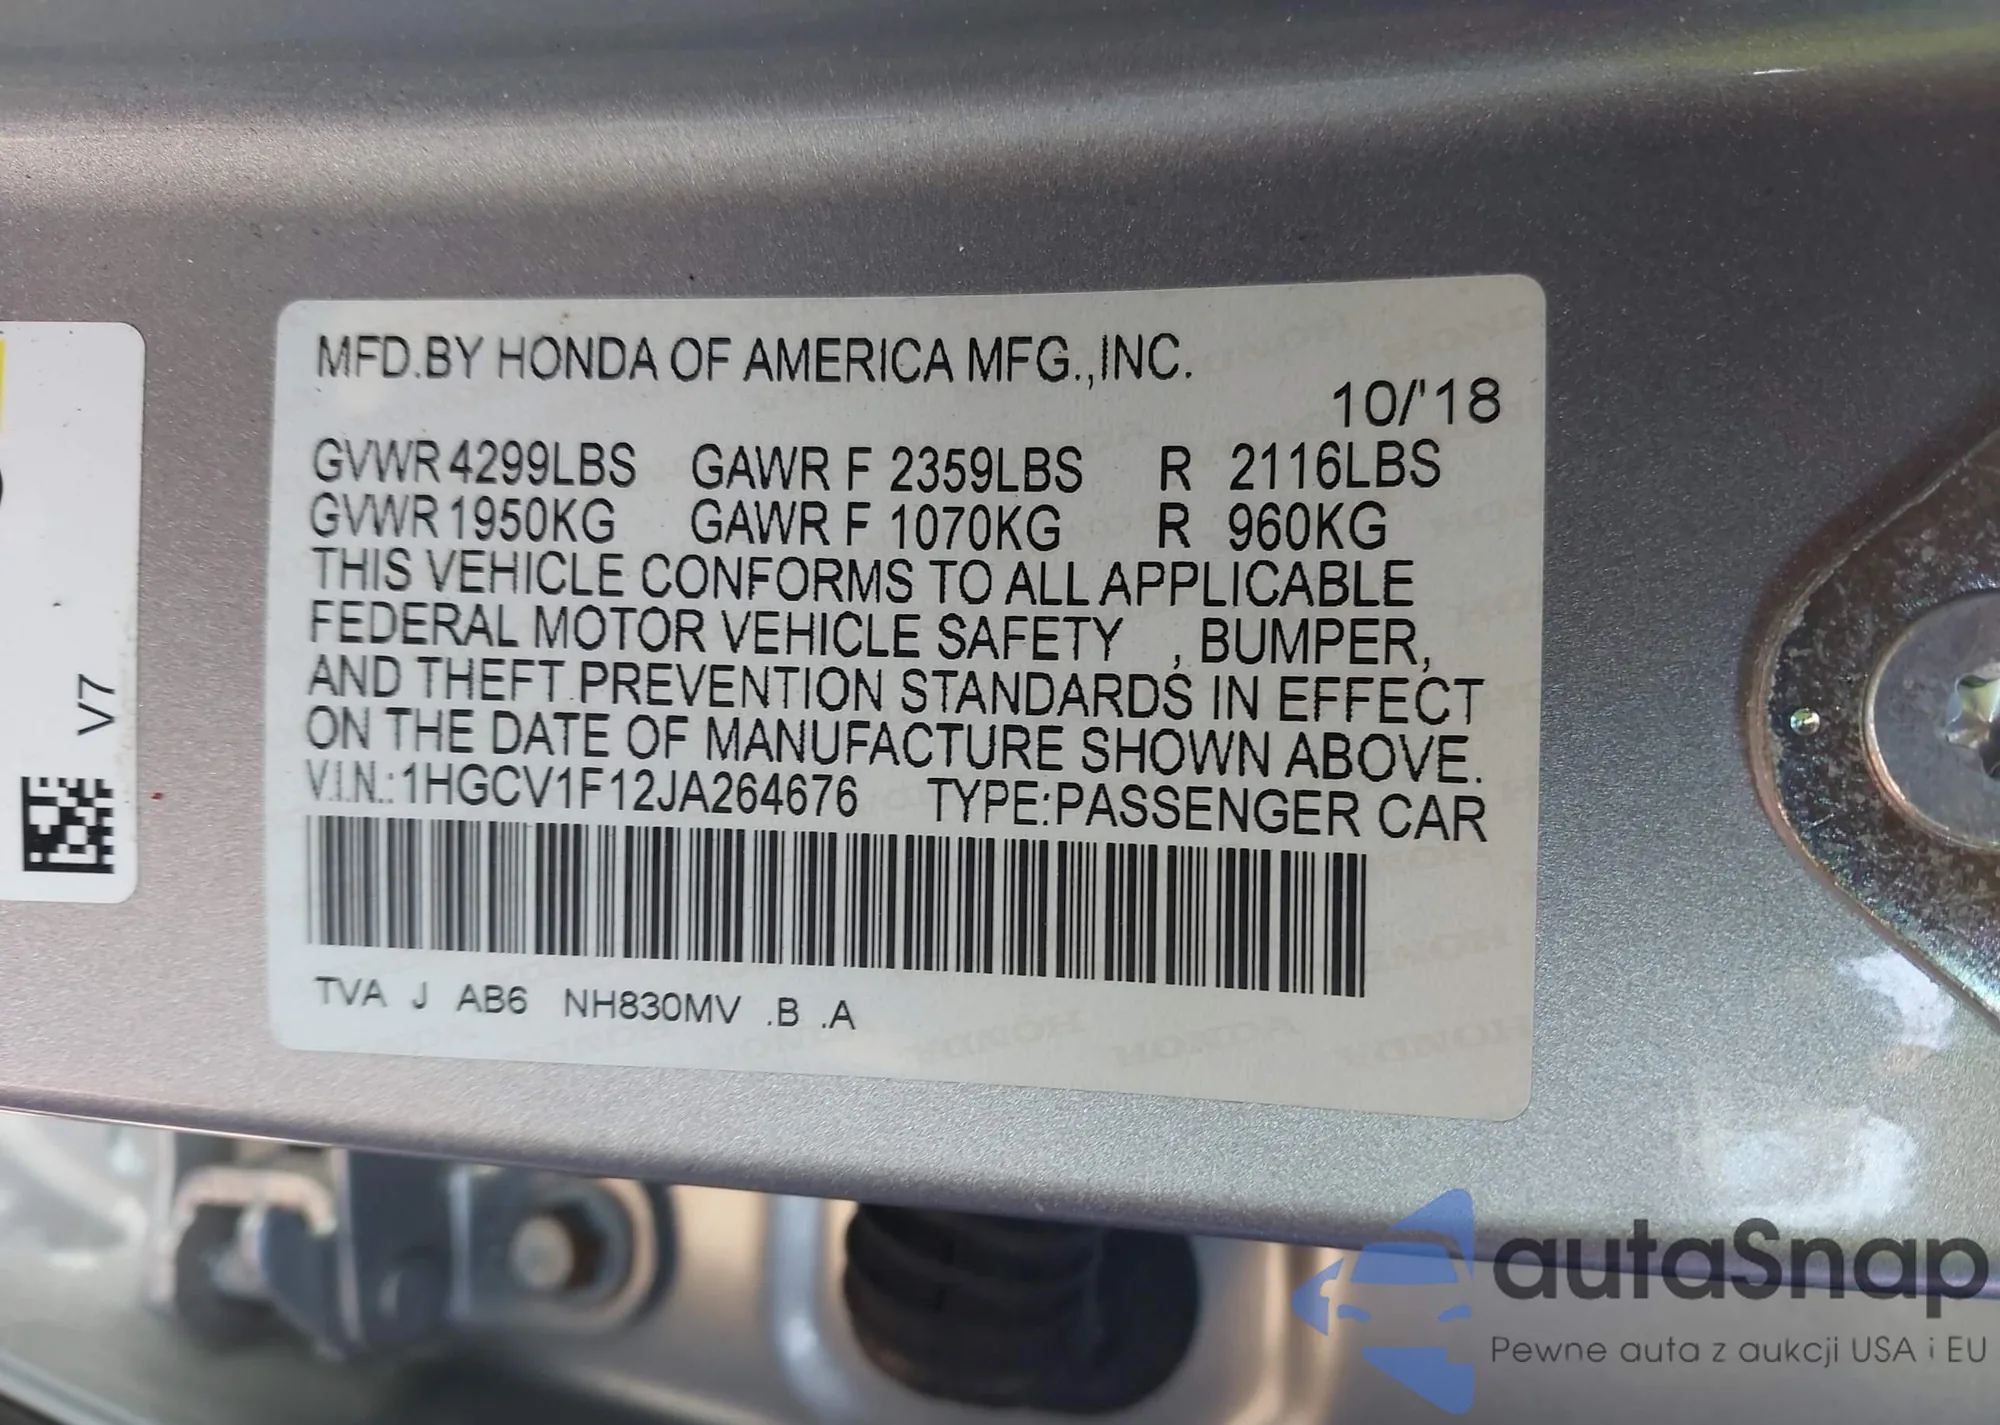 MFD.BY HONDA OF AMERICA MFG.,INC.
10/'18
GVWR 4299LBS GAWR F 2359LBS R 2116LBS
GVWR 1950KG GAWR F 1070KG R 960KG
THIS VEHICLE CONFORMS TO ALL APPLICABLE
FEDERAL MOTOR VEHICLE SAFETY , BUMPER,
AND THEFT PREVENTION STANDARDS IN EFFECT
ON THE DATE OF MANUFACTURE SHOWN ABOVE.
V.I.N.: 1HGCV1F12JA264676 TYPE:PASSENGER CAR
TVA J AB6 NH830MV .B .A
V7
autaSnap
Pewne auta z aukcji USA i EU